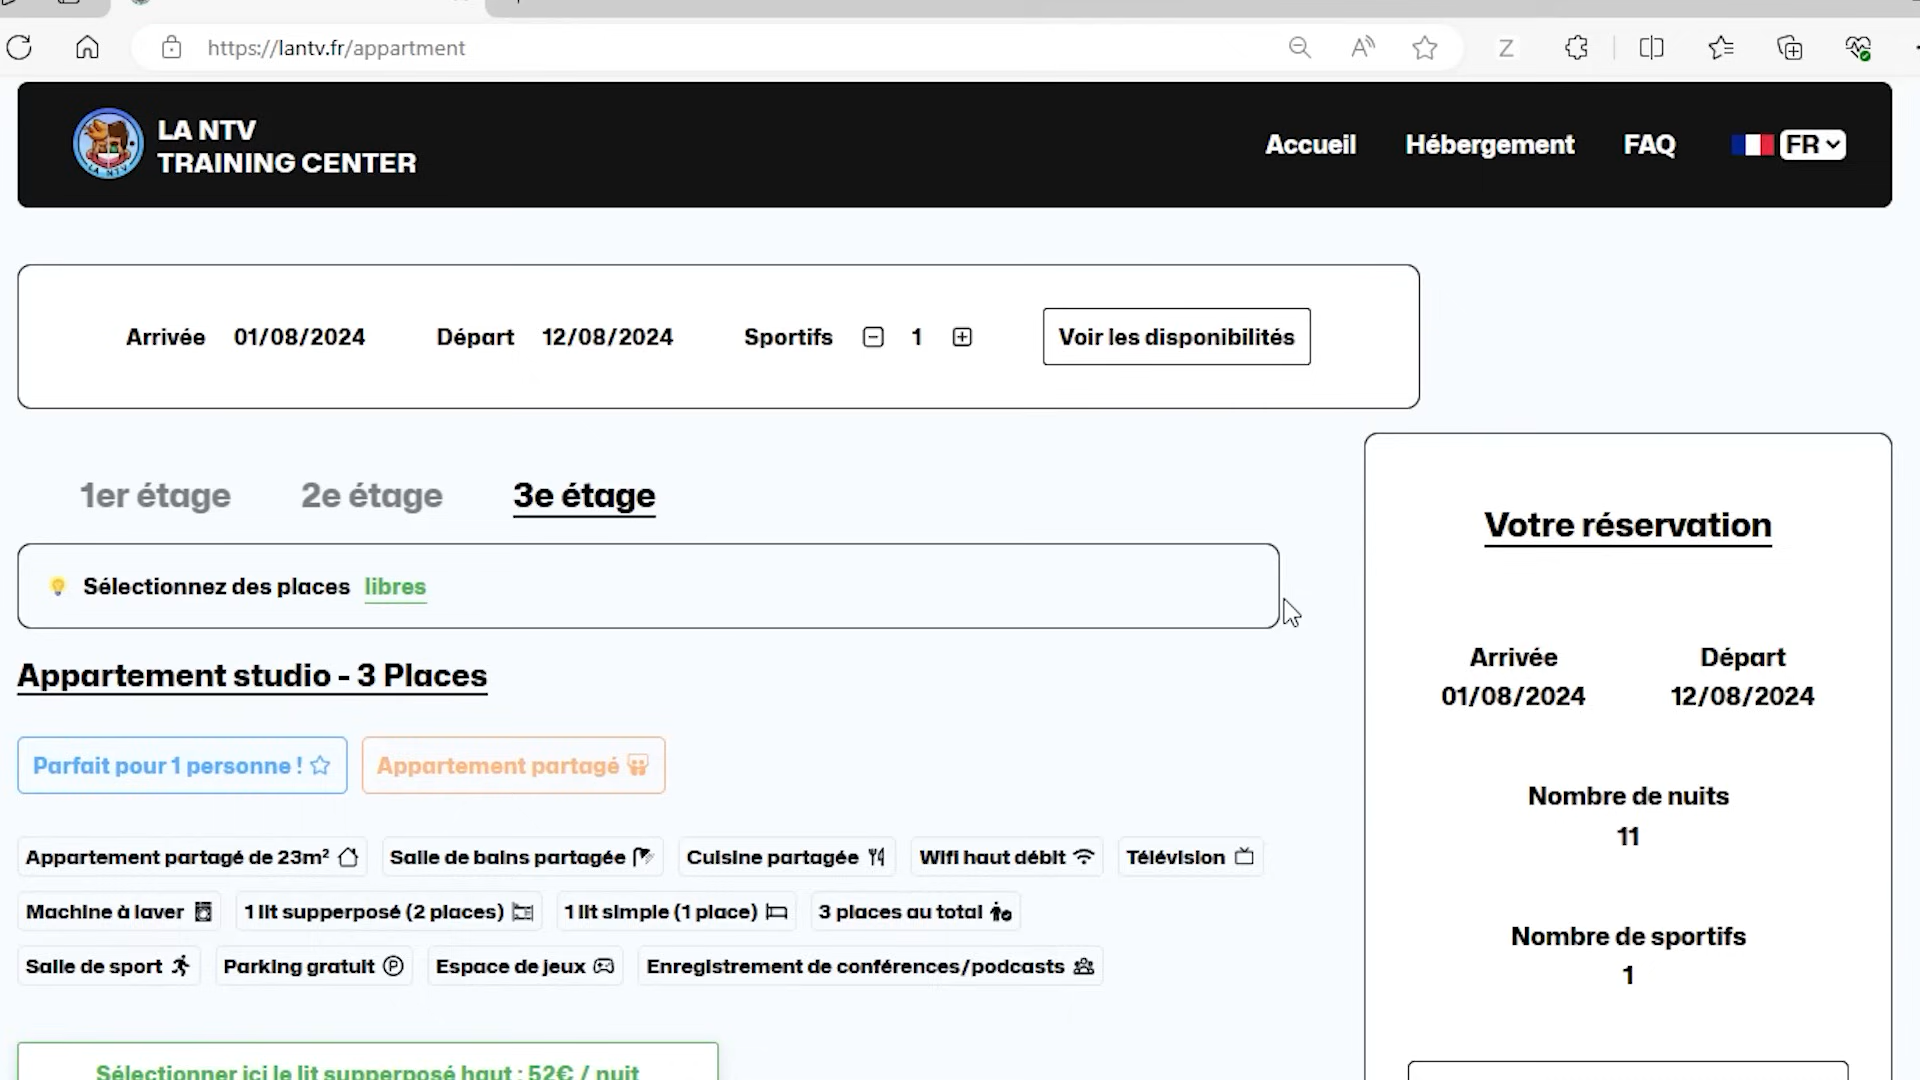 https://lantv.fr/appartment
LA NTV
TRAINING CENTER
Accueil Hébergement FAQ FR
Arrivée 01/08/2024 Départ 12/08/2024 Sportifs 1 Voir les disponibilités
1er étage 2e étage 3e étage
Sélectionnez des places libres
Appartement studio - 3 Places
Parfait pour 1 personne ! Appartement partagé
Appartement partagé de 23m² Salle de bains partagée Cuisine partagée Wifi haut débit Télévision
Machine à laver 1 lit supperposé (2 places) 1 lit simple (1 place) 3 places au total
Salle de sport Parking gratuit Espace de jeux Enregistrement de conférences/podcasts
Sélectionner ici le lit supperposé haut : 52€ / nuit
Votre réservation
Arrivée Départ
01/08/2024 12/08/2024
Nombre de nuits
11
Nombre de sportifs
1